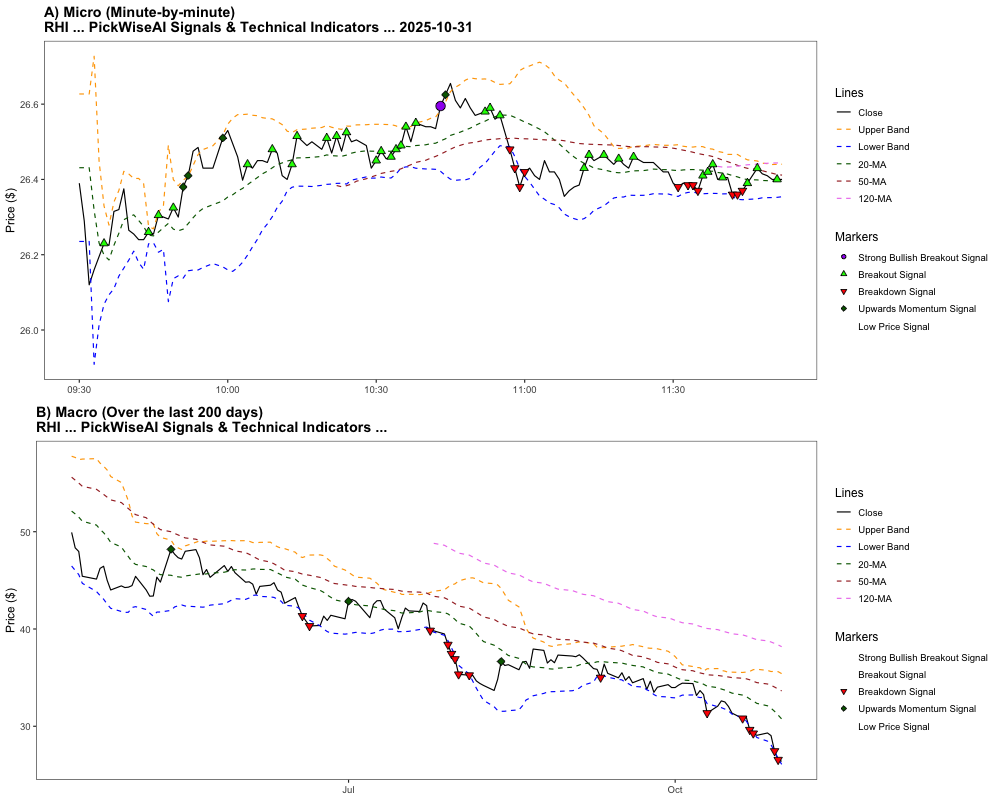 A) Micro (Minute-by-minute)
RHI ... PickWiseAI Signals & Technical Indicators ... 2025-10-31
Price ($)
26.6
26.4
26.2
26.0
09:30
10:00
10:30
11:00
11:30
Lines
Close
Upper Band
Lower Band
20-MA
50-MA
120-MA
Markers
Strong Bullish Breakout Signal
Breakout Signal
Breakdown Signal
Upwards Momentum Signal
Low Price Signal
B) Macro (Over the last 200 days)
RHI ... PickWiseAI Signals & Technical Indicators ...
Price ($)
50
40
30
Jul
Oct
Lines
Close
Upper Band
Lower Band
20-MA
50-MA
120-MA
Markers
Strong Bullish Breakout Signal
Breakout Signal
Breakdown Signal
Upwards Momentum Signal
Low Price Signal